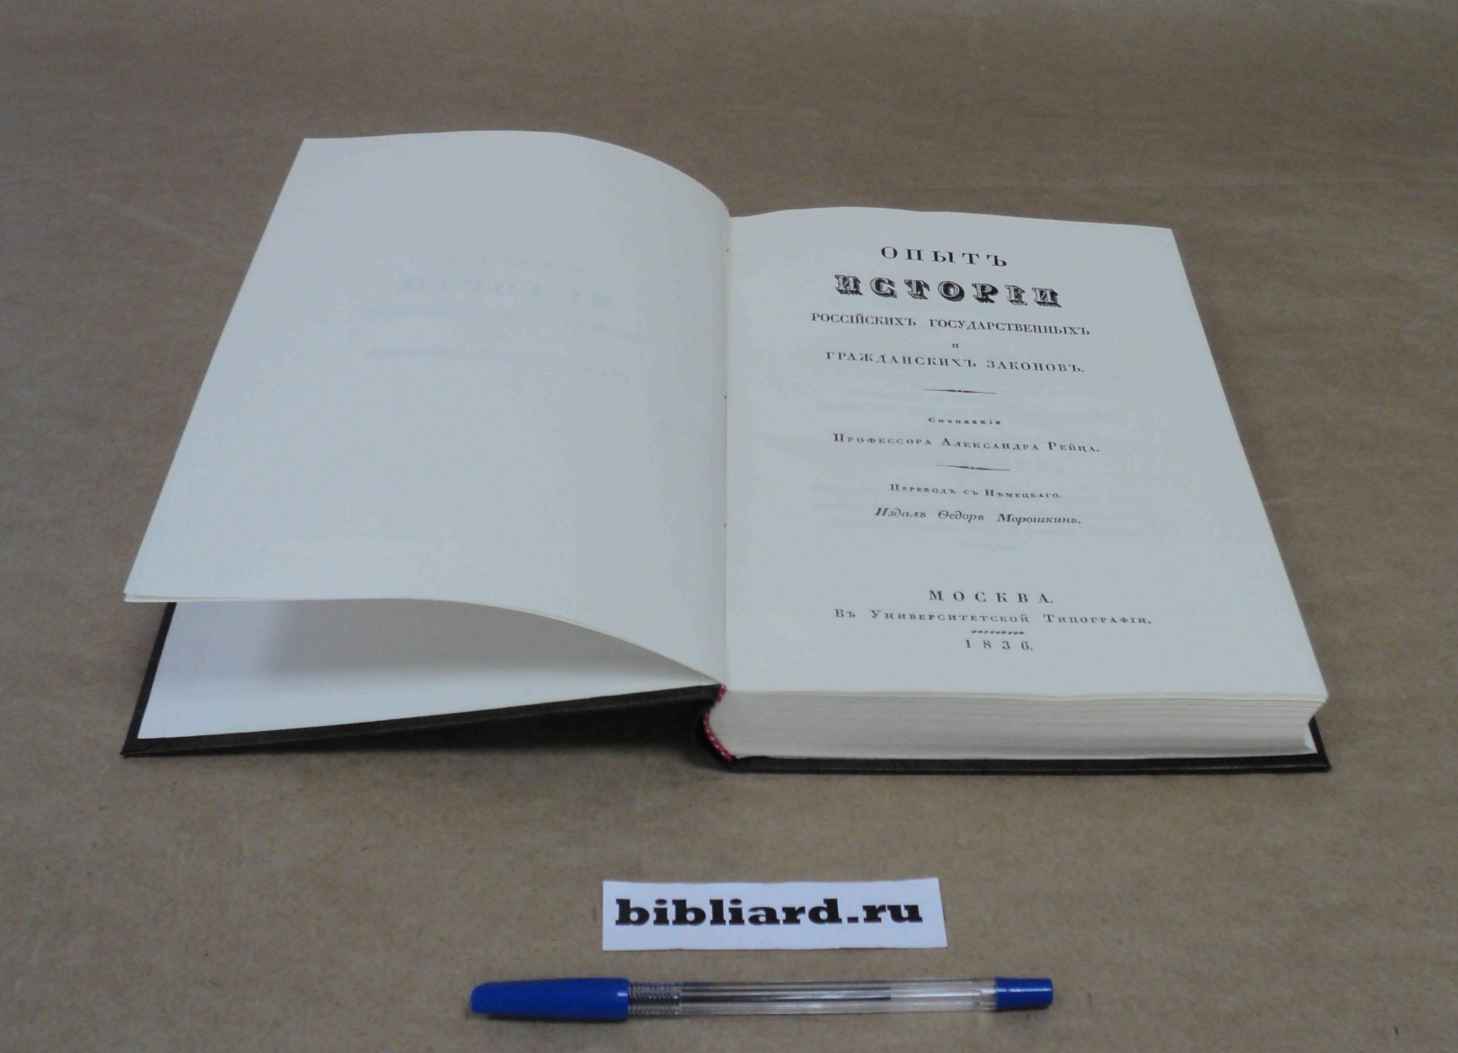 ОПЫТЪ
ИСТОРІИ
РОССІЙСКИХЪ ГОСУДАРСТВЕННЫХЪ
И
ГРАЖДАНСКИХЪ ЗАКОНОВЪ.
Сочиненія
Профессора Александра Рейца.
Переводъ съ Нѣмецкаго.
Издалъ Ѳедоръ Морошкинъ.
МОСКВА.
Въ Университетской Типографіи.
1836.
bibliard.ru